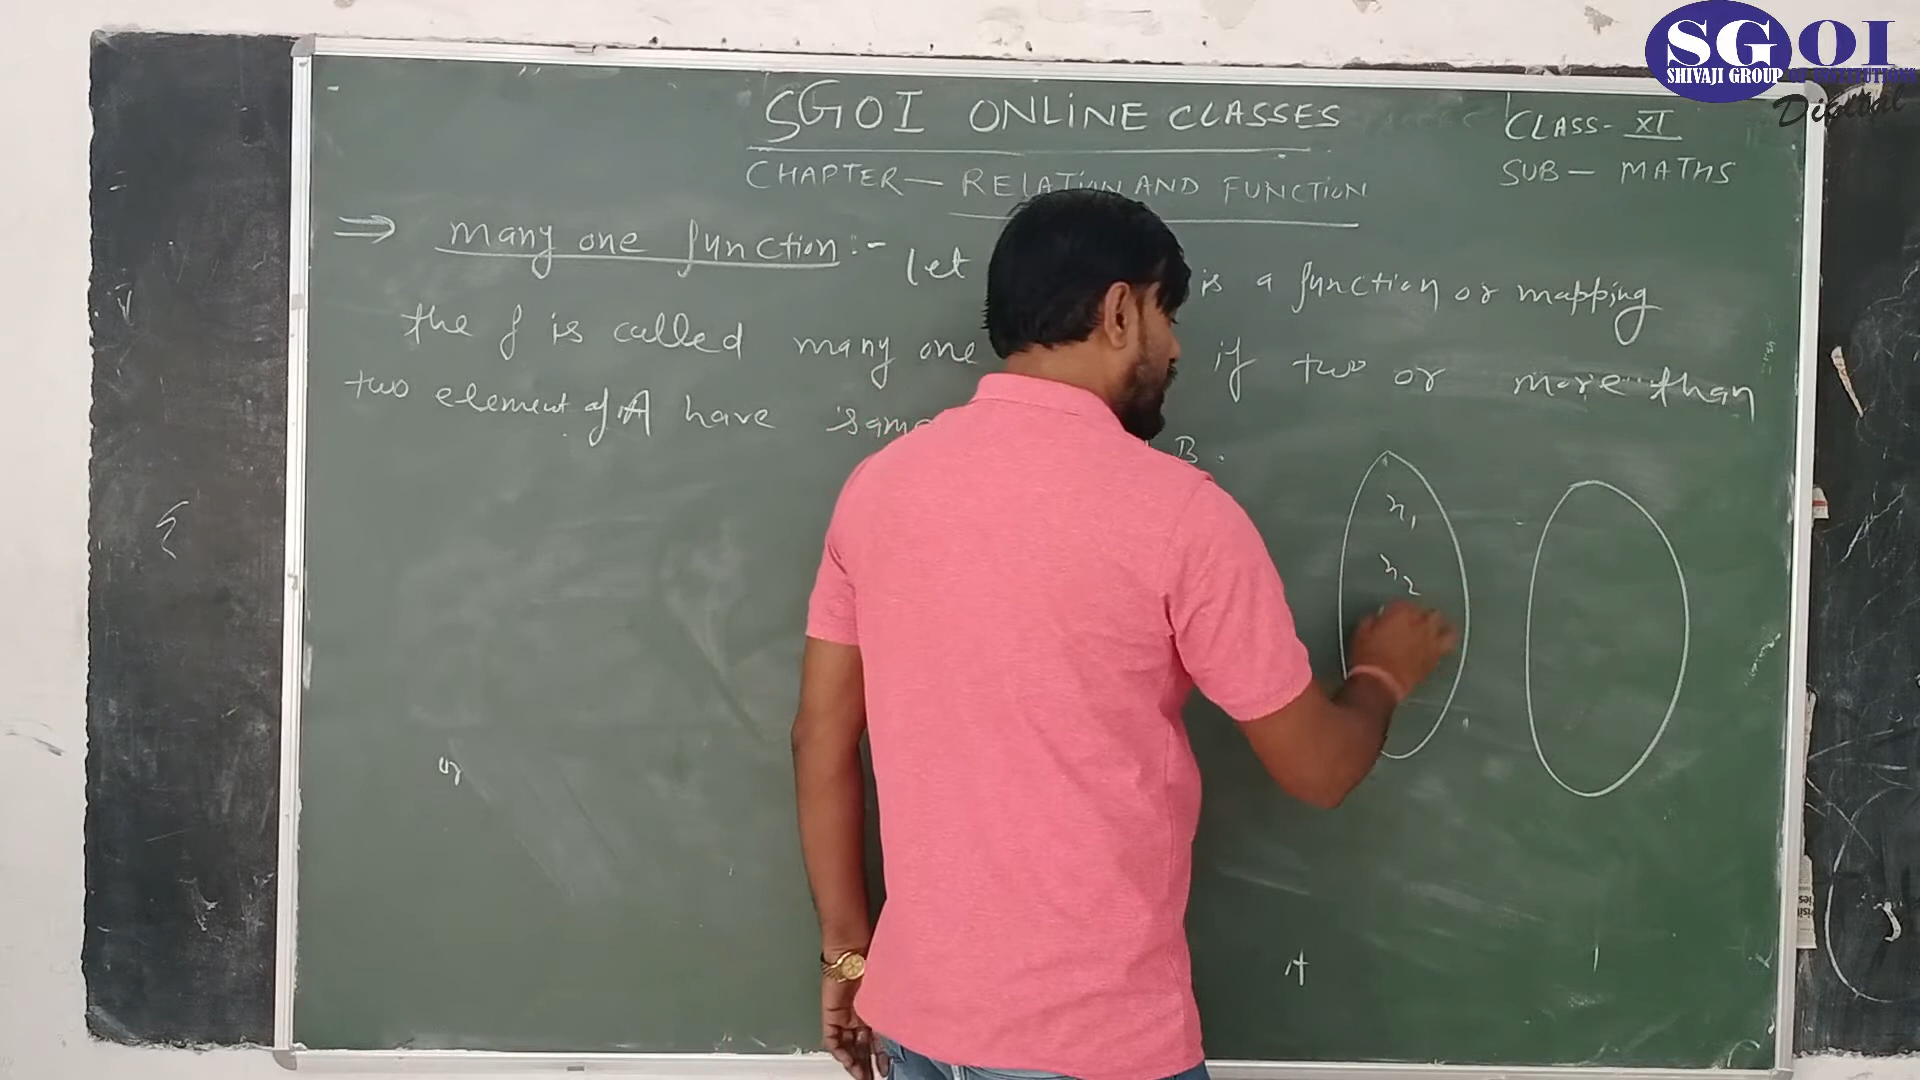 SGOI
SHIVAJI GROUP OF INSTITUTIONS
Digital
SGOI ONLINE CLASSES
CLASS- XI
CHAPTER— RELATION AND FUNCTION
SUB— MATHS
⇒ many one function:- Let is a function or mapping
the f is called many one if two or more than
two element of A have same B.
x1
x2